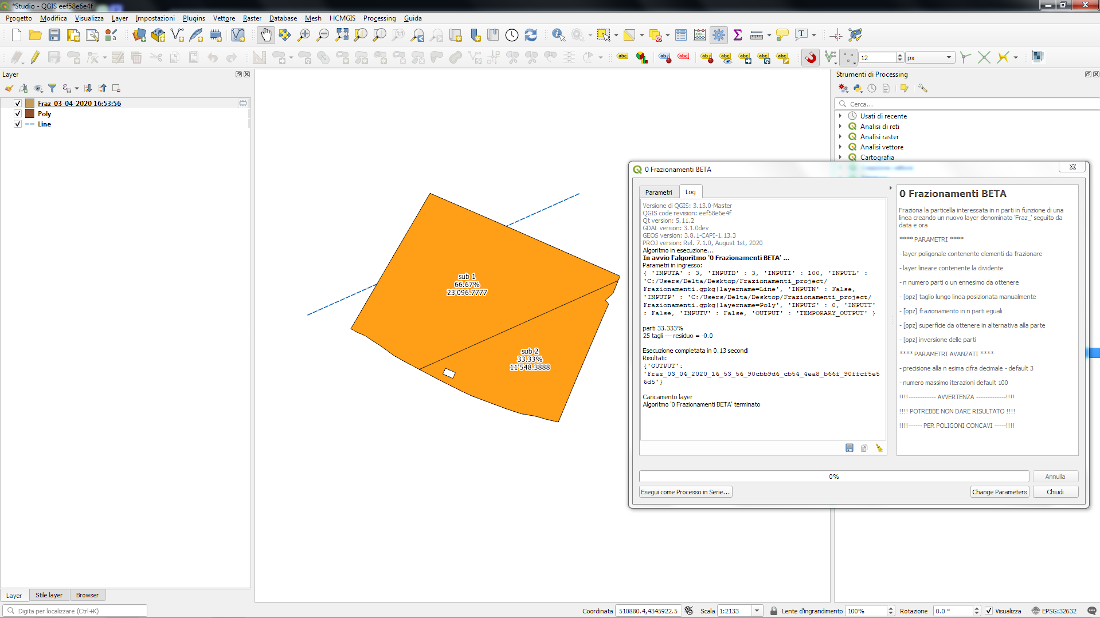 *Studio - QGIS eef58e6e4f
Progetto Modifica Visualizza Layer Impostazioni Plugins Vettore Raster Database Mesh HCMGIS Processing Guida
12 px
Layer
Fraz_03_04_2020 16:53:56
Poly
Line
Strumenti di Processing
Cerca...
Usati di recente
Analisi di reti
Analisi raster
Analisi vettore
Cartografia
sub 1
66.67%
23,096.7777
sub 2
33.33%
11'548.3888
0 Frazionamenti BETA
Parametri Log
Versione di QGIS: 3.13.0-Master
QGIS code revision: eef58e6e4f
Qt version: 5.11.2
GDAL version: 3.1.0dev
GEOS version: 3.8.1-CAPI-1.13.3
PROJ version: Rel. 7.1.0, August 1st, 2020
Algoritmo in esecuzione...
In avvio l'algoritmo '0 Frazionamenti BETA' ...
Parametri in ingresso:
{ 'INPUTA' : 3, 'INPUTD' : 3, 'INPUTI' : 100, 'INPUTL' :
'C:/Users/Delta/Desktop/Frazionamenti_project/
Frazionamenti.gpkg|layername=Line', 'INPUTN' : False,
'INPUTP' : 'C:/Users/Delta/Desktop/Frazionamenti_project/
Frazionamenti.gpkg|layername=Poly', 'INPUTS' : 0, 'INPUTT'
: False, 'INPUTV' : False, 'OUTPUT' : 'TEMPORARY_OUTPUT' }
parti 33.333%
25 tagli ---residuo = -0.0
Esecuzione completata in 0.13 secondi
Risultati:
{'OUTPUT':
Caricamento layer
Algoritmo '0 Frazionamenti BETA' terminato
0 Frazionamenti BETA
Fraziona la particella interessata in n parti in funzione di una
linea creando un nuovo layer denominato 'Fraz_' seguito da
data e ora
***** PARAMETRI *****
- layer poligonale contenente elementi da frazionare
- layer lineare contenente la dividente
- n numero parti o un ennesimo da ottenere
- [opz] taglio lungo linea posizionata manualmente
- [opz] frazionamento in n parti eguali
- [opz] superficie da ottenere in alternativa alla parte
- [opz] inversione delle parti
**** PARAMETRI AVANZATI ****
- precisione alla n esima cifra decimale - default 3
- numero massimo iterazioni default 100
!!!!------------- AVVERTENZA -------------!!!!
!!!! POTREBBE NON DARE RISULTATO !!!!
!!!!------ PER POLIGONI CONCAVI ------!!!!
0% Annulla
Esegui come Processo in Serie... Change Parameters Chiudi
Layer Stile layer Browser
Digita per localizzare (Ctrl+K) Coordinata 510880.4,4343922.5 Scala 1:2133 Lente d'ingrandimento 100% Rotazione 0.0 ° Visualizza EPSG:32632